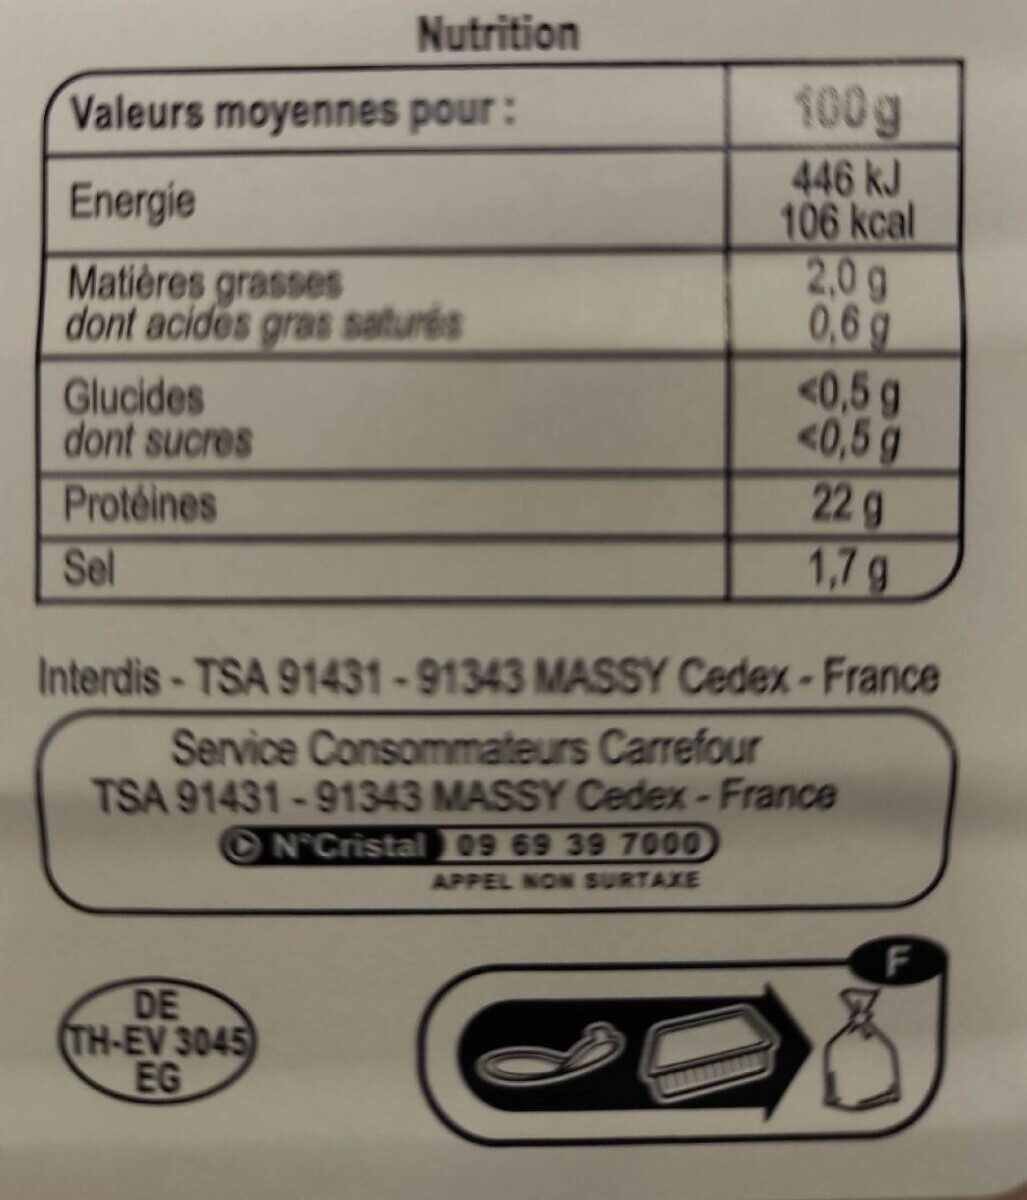 Nutrition
Valeurs moyennes pour : 100 g
Energie 446 kJ
106 kcal
Matières grasses 2,0 g
dont acides gras saturés 0,6 g
Glucides <0,5 g
dont sucres <0,5 g
Protéines 22 g
Sel 1,7 g
Interdis - TSA 91431 - 91343 MASSY Cedex - France
Service Consommateurs Carrefour
TSA 91431 - 91343 MASSY Cedex - France
N°Cristal 09 69 39 7000
APPEL NON SURTAXE
F
DE
TH-EV 3045
EG